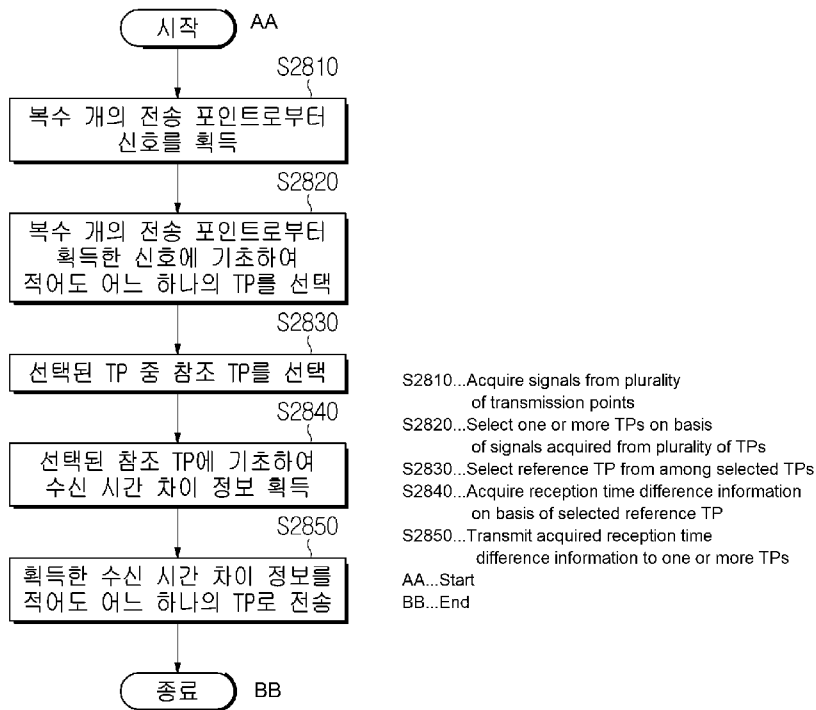 시작
AA
S2810
복수 개의 전송 포인트로부터
신호를 획득
S2820
복수 개의 전송 포인트로부터
획득한 신호에 기초하여
적어도 어느 하나의 TP를 선택
S2830
선택된 TP 중 참조 TP를 선택
S2840
선택된 참조 TP에 기초하여
수신 시간 차이 정보 획득
S2850
획득한 수신 시간 차이 정보를
적어도 어느 하나의 TP로 전송
종료
BB
S2810...Acquire signals from plurality
of transmission points
S2820...Select one or more TPs on basis
of signals acquired from plurality of TPs
S2830...Select reference TP from among selected TPs
S2840...Acquire reception time difference information
on basis of selected reference TP
S2850...Transmit acquired reception time
difference information to one or more TPs
AA...Start
BB...End